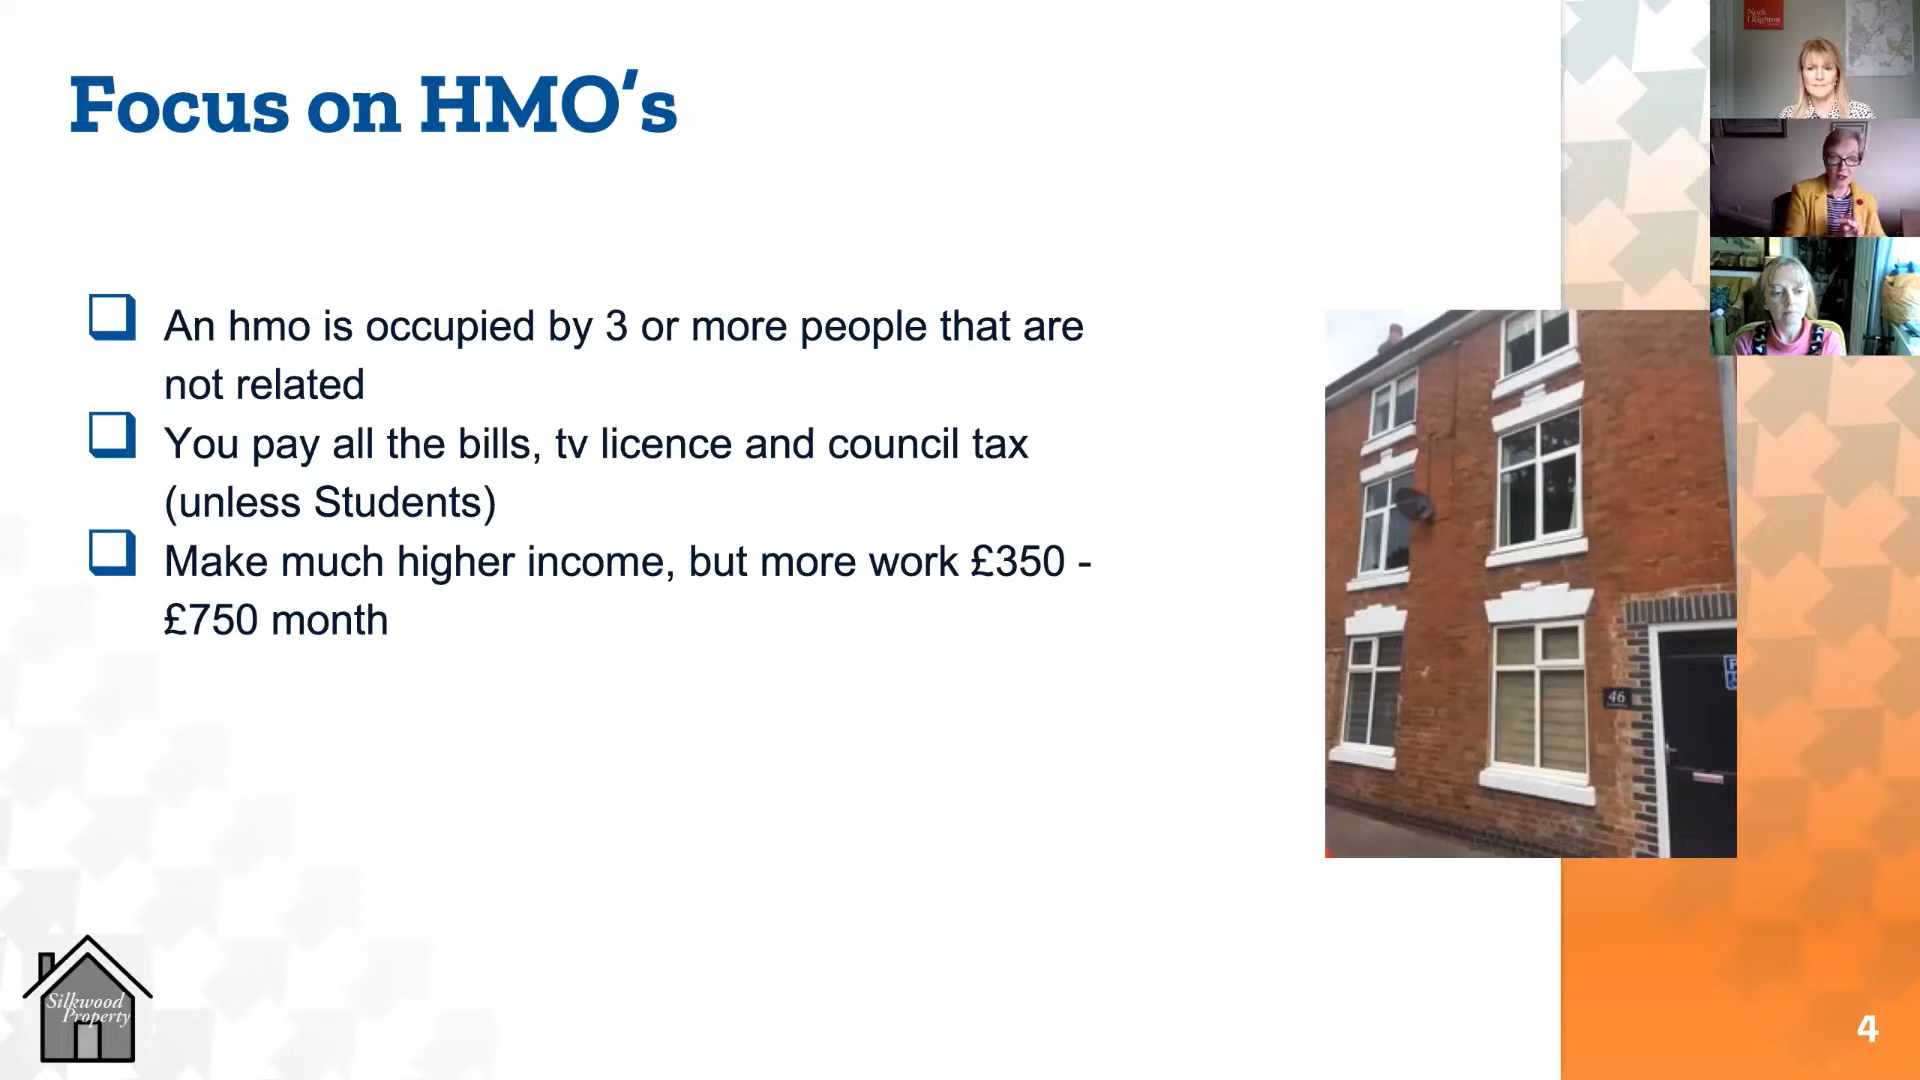 Focus on HMO‘s
An hmo is occupied by 3 or more people that are
not related
You pay all the bills, tv licence and council tax
(unless Students)
Make much higher income, but more work £350 -
£750 month
Nock
Deighton
46
Silkwood
Property
4